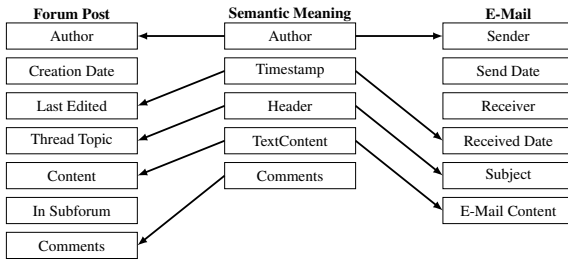 Forum Post Semantic Meaning E-Mail
Author Author Sender
Creation Date Timestamp Send Date
Last Edited Header Receiver
Thread Topic TextContent Received Date
Content Comments Subject
In Subforum E-Mail Content
Comments